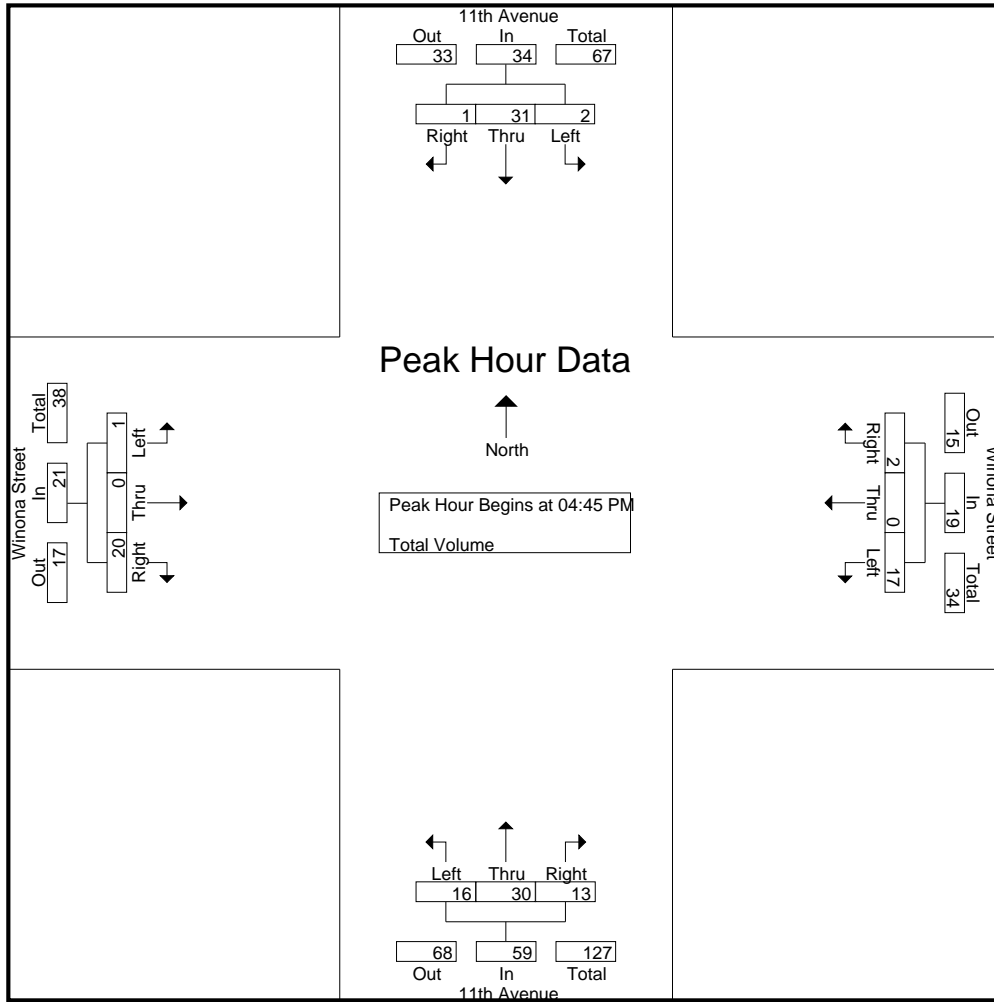 11th Avenue
Out In Total
33 34 67
1 31 2
Right Thru Left
Peak Hour Data
North
Peak Hour Begins at 04:45 PM
Total Volume
Winona Street
Total In Out
38 21 17
1 0 20
Left Thru Right
Winona Street
Out In Total
15 19 34
2 0 17
Right Thru Left
Left Thru Right
16 30 13
68 59 127
Out In Total
11th Avenue